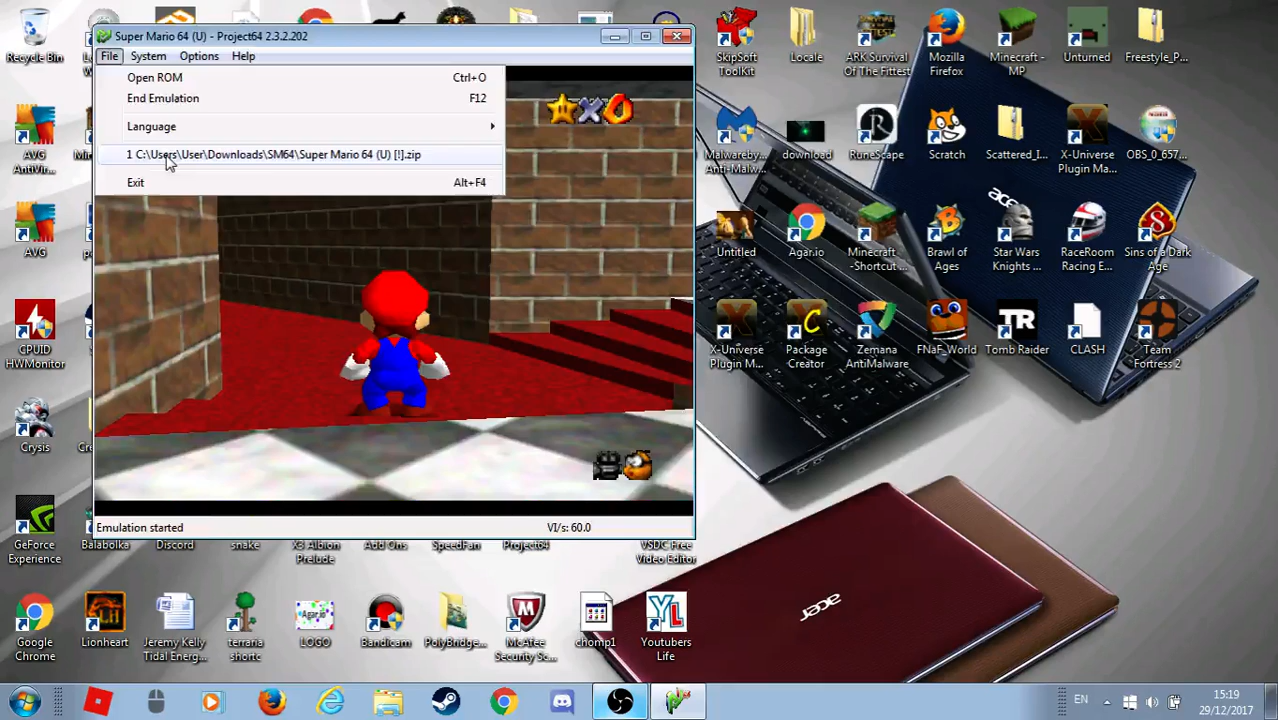 Super Mario 64 (U) - Project64 2.3.2.202
File System Options Help
Open ROM Ctrl+O
End Emulation F12
Language
1 C:\Users\User\Downloads\SM64\Super Mario 64 (U) [!].zip
Exit Alt+F4
Emulation started VI/s: 60.0
Recycle Bin
AVG
AntiVir...
AVG
CPUID
HWMonitor
Crysis
GeForce
Experience
Google
Chrome
Balabolka
Discord
snake
X3 Albion
Prelude
Add Ons
SpeedFan
Project64
VSDC Free
Video Editor
Lionheart
Jeremy Kelly
Tidal Energ...
terraria
shortc
LOGO
Bandicam
PolyBridge...
McAfee
Security Sc...
chomp1
Youtubers
Life
SkipSoft
ToolKit
Locale
ARK Survival
Of The Fittest
Mozilla
Firefox
Minecraft -
MP
Unturned
Freestyle_P...
Malwareby...
Anti-Malw...
download
RuneScape
Scratch
Scattered_I...
X-Universe
Plugin Ma...
OBS_0_657...
Untitled
Agar.io
Minecraft
-Shortcut ...
Brawl of
Ages
Star Wars
Knights ...
RaceRoom
Racing E...
Sins of a Dark
Age
X-Universe
Plugin M...
Package
Creator
Zemana
AntiMalware
FNaF_World
Tomb Raider
CLASH
Team
Fortress 2
acer
acer
EN
15:19
29/12/2017